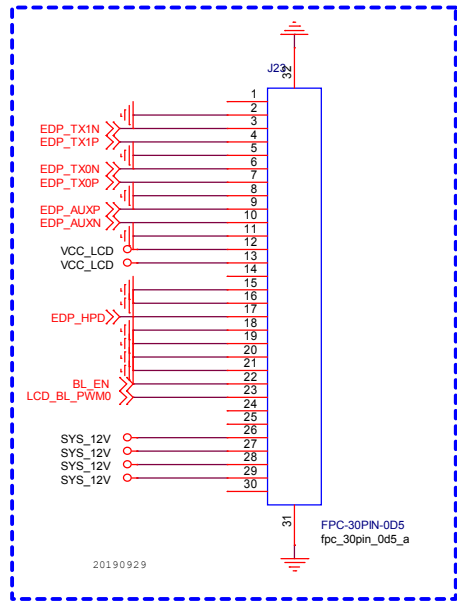 J23
32
1
2
EDP_TX1N 3
EDP_TX1P 4
5
EDP_TX0N 6
EDP_TX0P 7
8
EDP_AUXP 9
EDP_AUXN 10
11
VCC_LCD 12
VCC_LCD 13
14
15
16
EDP_HPD 17
18
19
20
21
BL_EN 22
LCD_BL_PWM0 23
24
25
SYS_12V 26
SYS_12V 27
SYS_12V 28
SYS_12V 29
30
31
FPC-30PIN-0D5
fpc_30pin_0d5_a
20190929